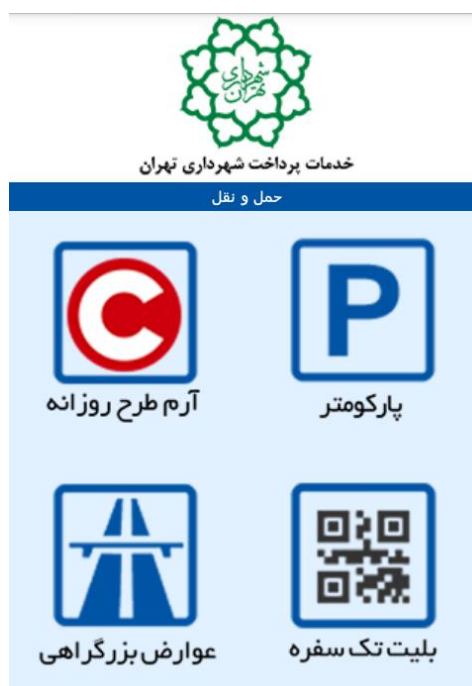 شهرداری
تهران
خدمات پرداخت شهرداری تهران
حمل و نقل
P
C
پارکومتر
آرم طرح روزانه
بلیت تک سفره
عوارض بزرگراهی